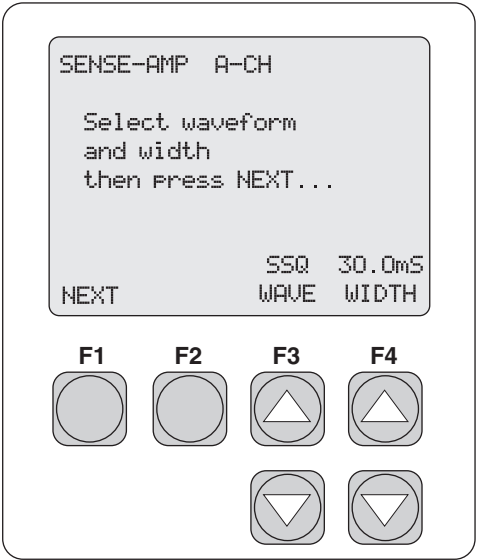 SENSE-AMP A-CH
Select waveform
and width
then press NEXT...
SSQ 30.0mS
NEXT WAVE WIDTH
F1 F2 F3 F4